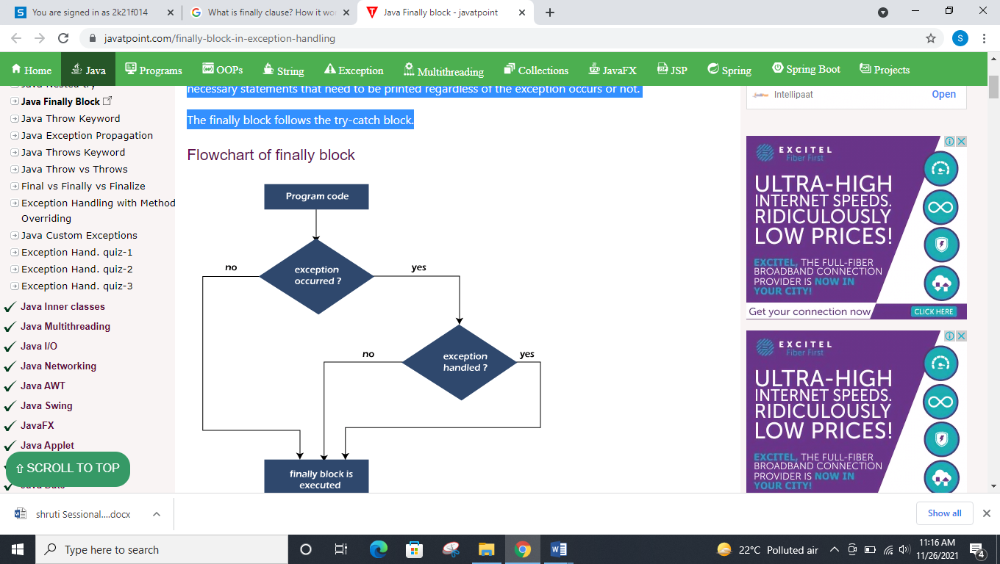 You are signed in as 2k21f014
What is finally clause? How it wo
Java Finally block - javatpoint
javatpoint.com/finally-block-in-exception-handling
S
Home
Java
Programs
OOPs
String
Exception
Multithreading
Collections
JavaFX
JSP
Spring
Spring Boot
Projects
Java Nested try
Java Finally Block
Java Throw Keyword
Java Exception Propagation
Java Throws Keyword
Java Throw vs Throws
Final vs Finally vs Finalize
Exception Handling with Method
Overriding
Java Custom Exceptions
Exception Hand. quiz-1
Exception Hand. quiz-2
Exception Hand. quiz-3
Java Inner classes
Java Multithreading
Java I/O
Java Networking
Java AWT
Java Swing
JavaFX
Java Applet
⇧ SCROLL TO TOP
necessary statements that need to be printed regardless of the exception occurs or not.
The finally block follows the try-catch block.
Flowchart of finally block
Program code
exception
occurred ?
no
yes
exception
handled ?
no
yes
finally block is
executed
Intellipaat
Open
EXCITEL
Fiber First
ULTRA-HIGH
INTERNET SPEEDS.
RIDICULOUSLY
LOW PRICES!
EXCITEL, THE FULL-FIBER
BROADBAND CONNECTION
PROVIDER IS NOW IN
YOUR CITY!
Get your connection now
CLICK HERE
EXCITEL
Fiber First
ULTRA-HIGH
INTERNET SPEEDS.
RIDICULOUSLY
LOW PRICES!
EXCITEL, THE FULL-FIBER
BROADBAND CONNECTION
PROVIDER IS NOW IN
YOUR CITY!
shruti Sessional....docx
Show all
Type here to search
22°C Polluted air
11:16 AM
11/26/2021
4